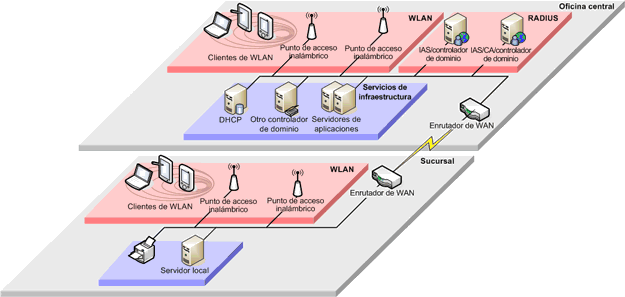 Oficina central
WLAN
RADIUS
Punto de acceso
inalámbrico
Punto de acceso
inalámbrico
Clientes de WLAN
IAS/controlador
de dominio
IAS/CA/controlador
de dominio
Servicios de
infraestructura
DHCP
Otro controlador
de dominio
Servidores de
aplicaciones
Enrutador de WAN
Sucursal
WLAN
Clientes de WLAN
Punto de acceso
inalámbrico
Punto de acceso
inalámbrico
Enrutador de WAN
Servidor local